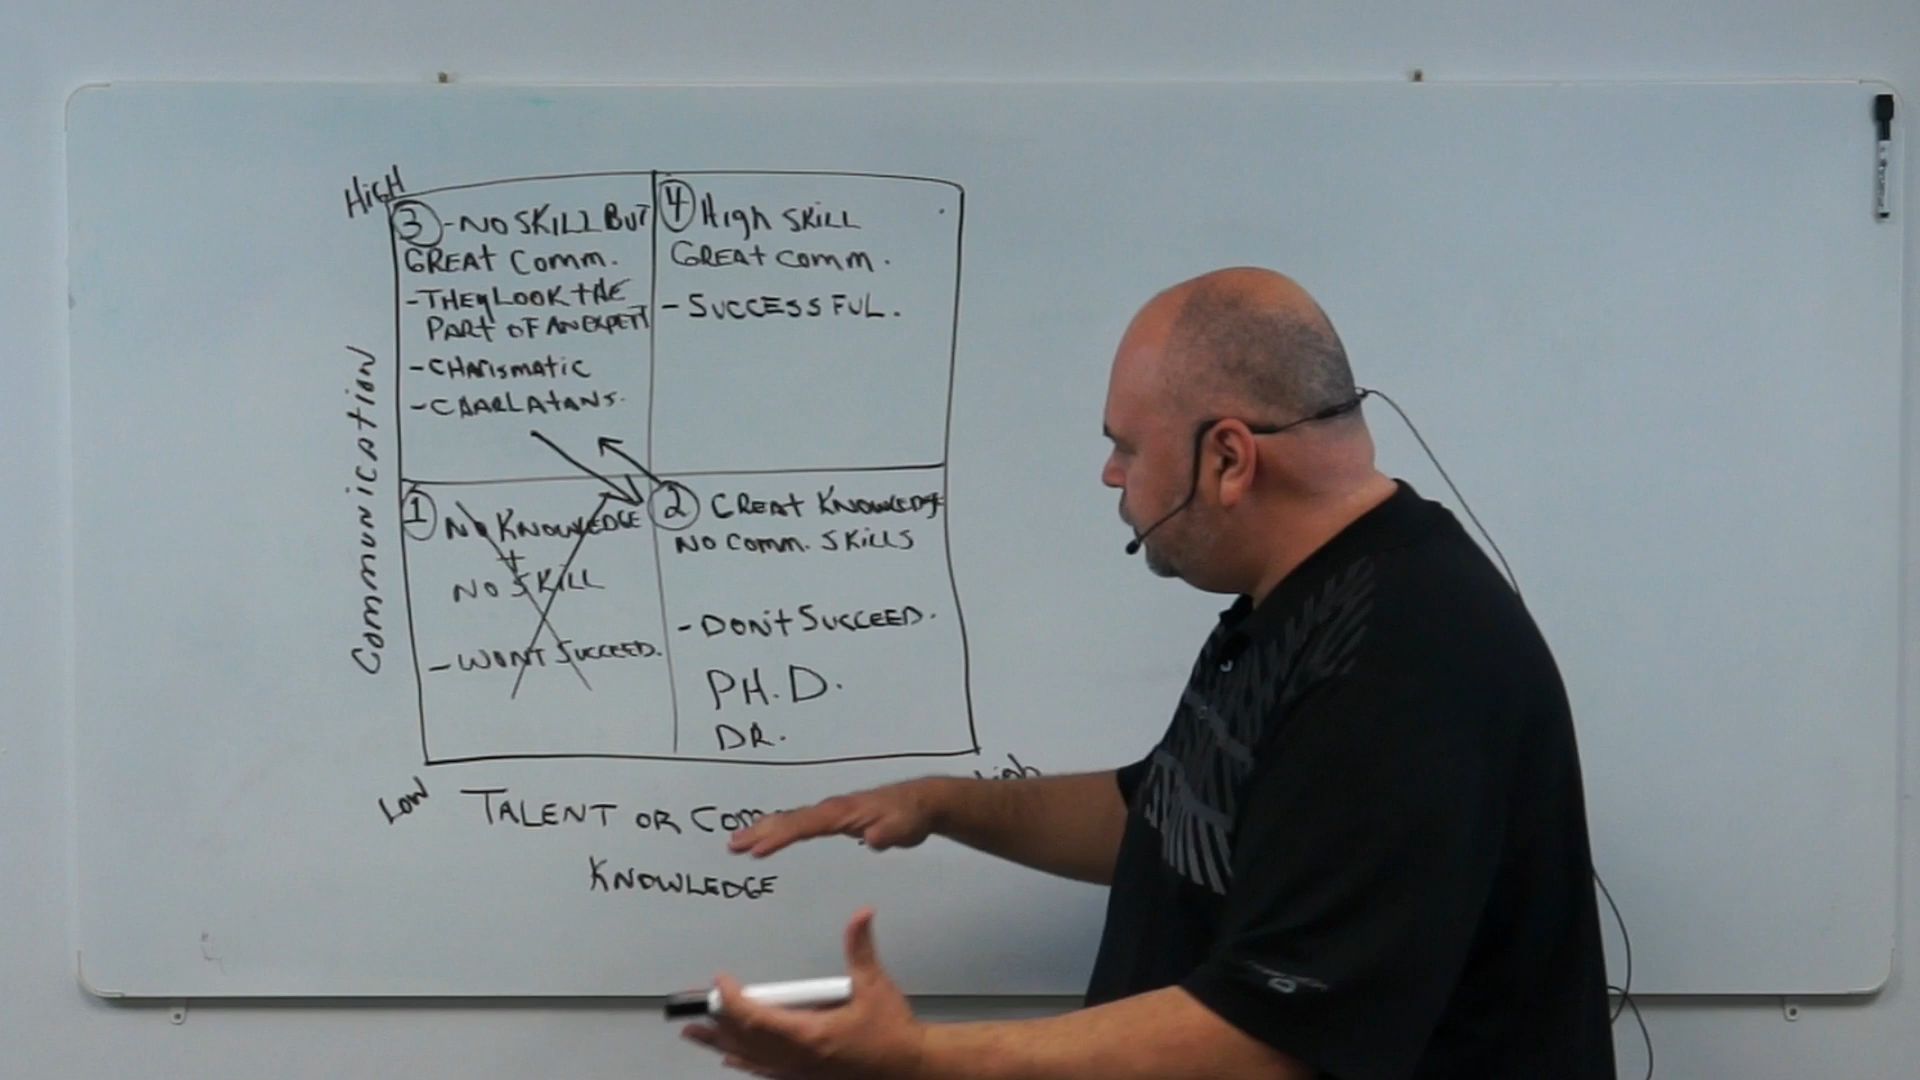 HIGH
3 - NO SKILL BUT
GREAT COMM.
- THEY LOOK THE
PART OF AN EXPERT
- CHARISMATIC
- CHARLATANS.
4 HIGH SKILL
GREAT COMM.
- SUCCESSFUL.
Communication
1 NO KNOWLEDGE
+
NO SKILL
- WONT SUCCEED.
2 GREAT KNOWLEDGE
NO COMM. SKILLS
- DON'T SUCCEED.
PH.D.
DR.
LOW
High
TALENT OR
KNOWLEDGE